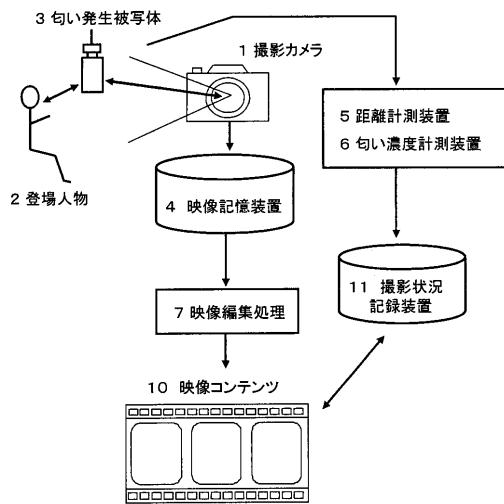 3 匂い発生被写体
1 撮影カメラ
5 距離計測装置
6 匂い濃度計測装置
2 登場人物
4 映像記憶装置
11 撮影状況
記録装置
7 映像編集処理
10 映像コンテンツ